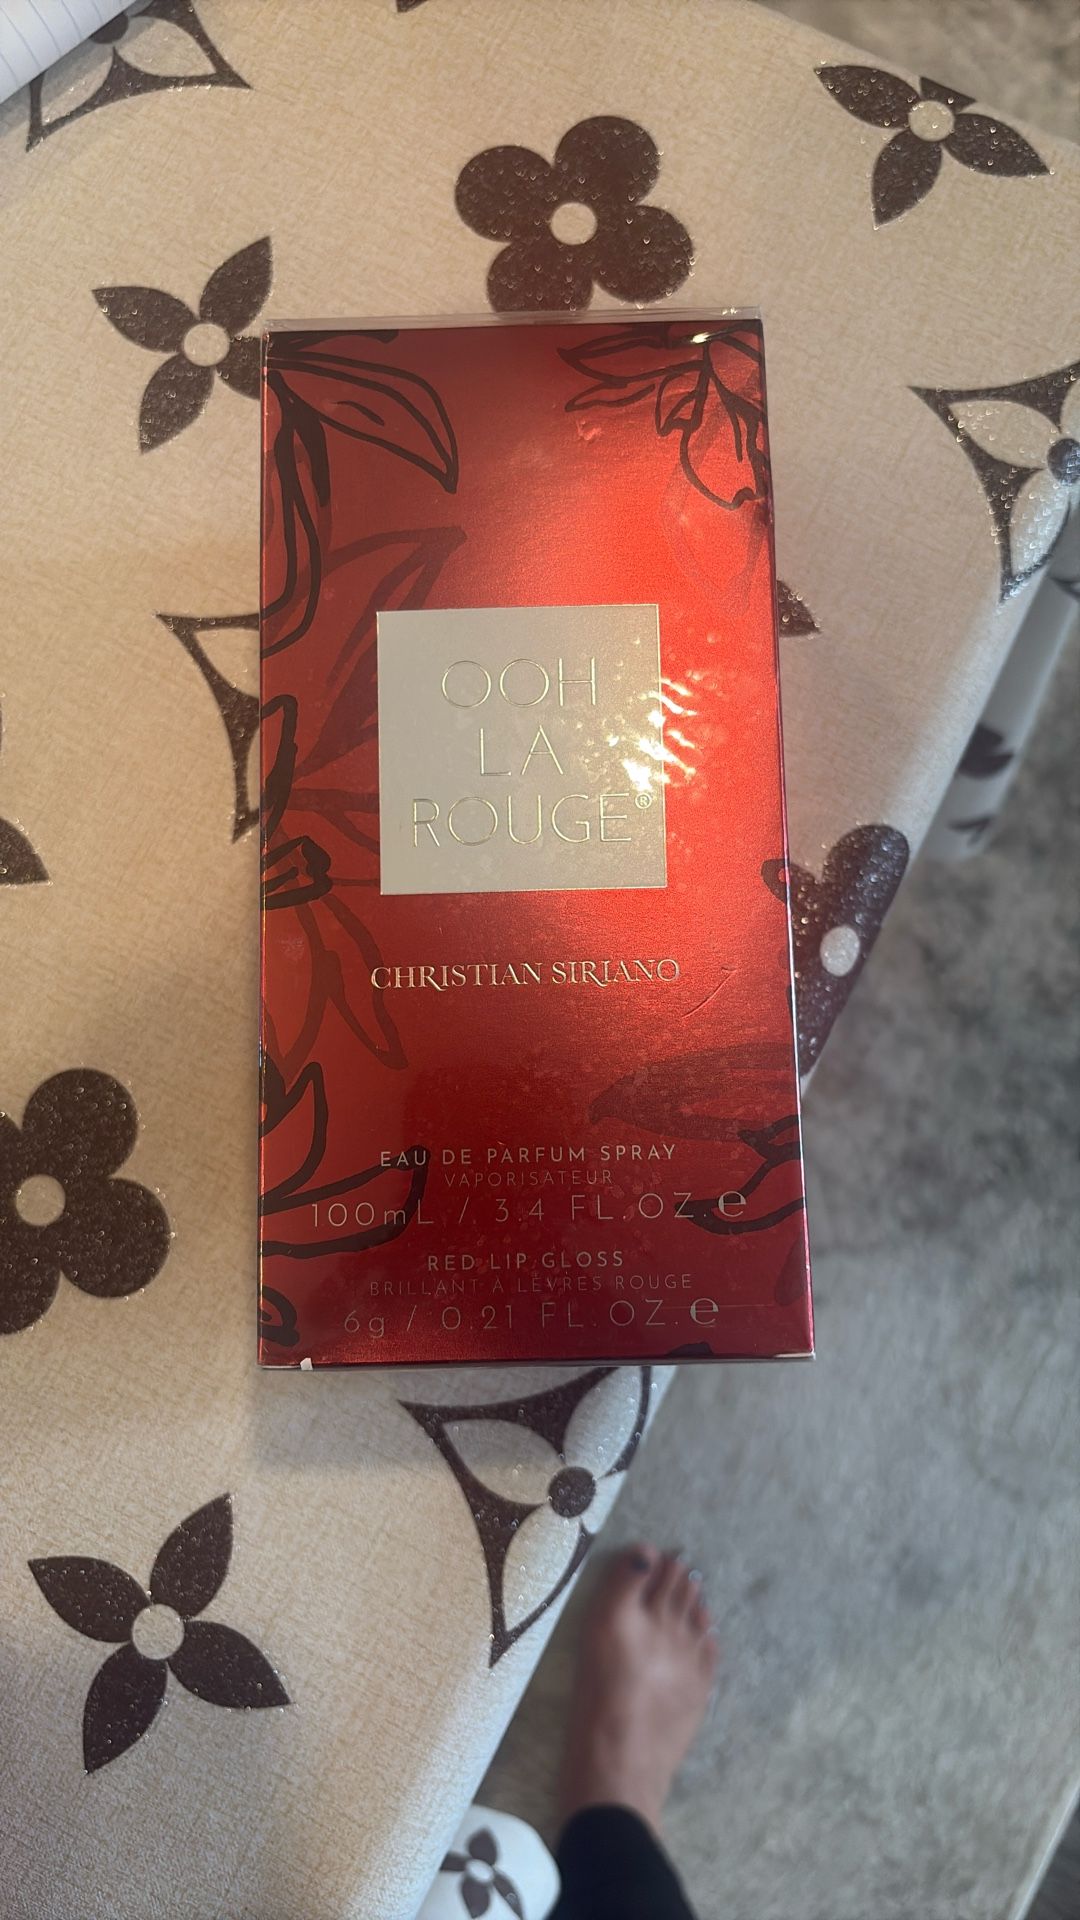 OOH
LA
ROUGE®
CHRISTIAN SIRIANO
EAU DE PARFUM SPRAY
VAPORISATEUR
100mL / 3.4 FL.OZ.℮
RED LIP GLOSS
BRILLANT À LÈVRES ROUGE
6g / 0.21 FL.OZ.℮